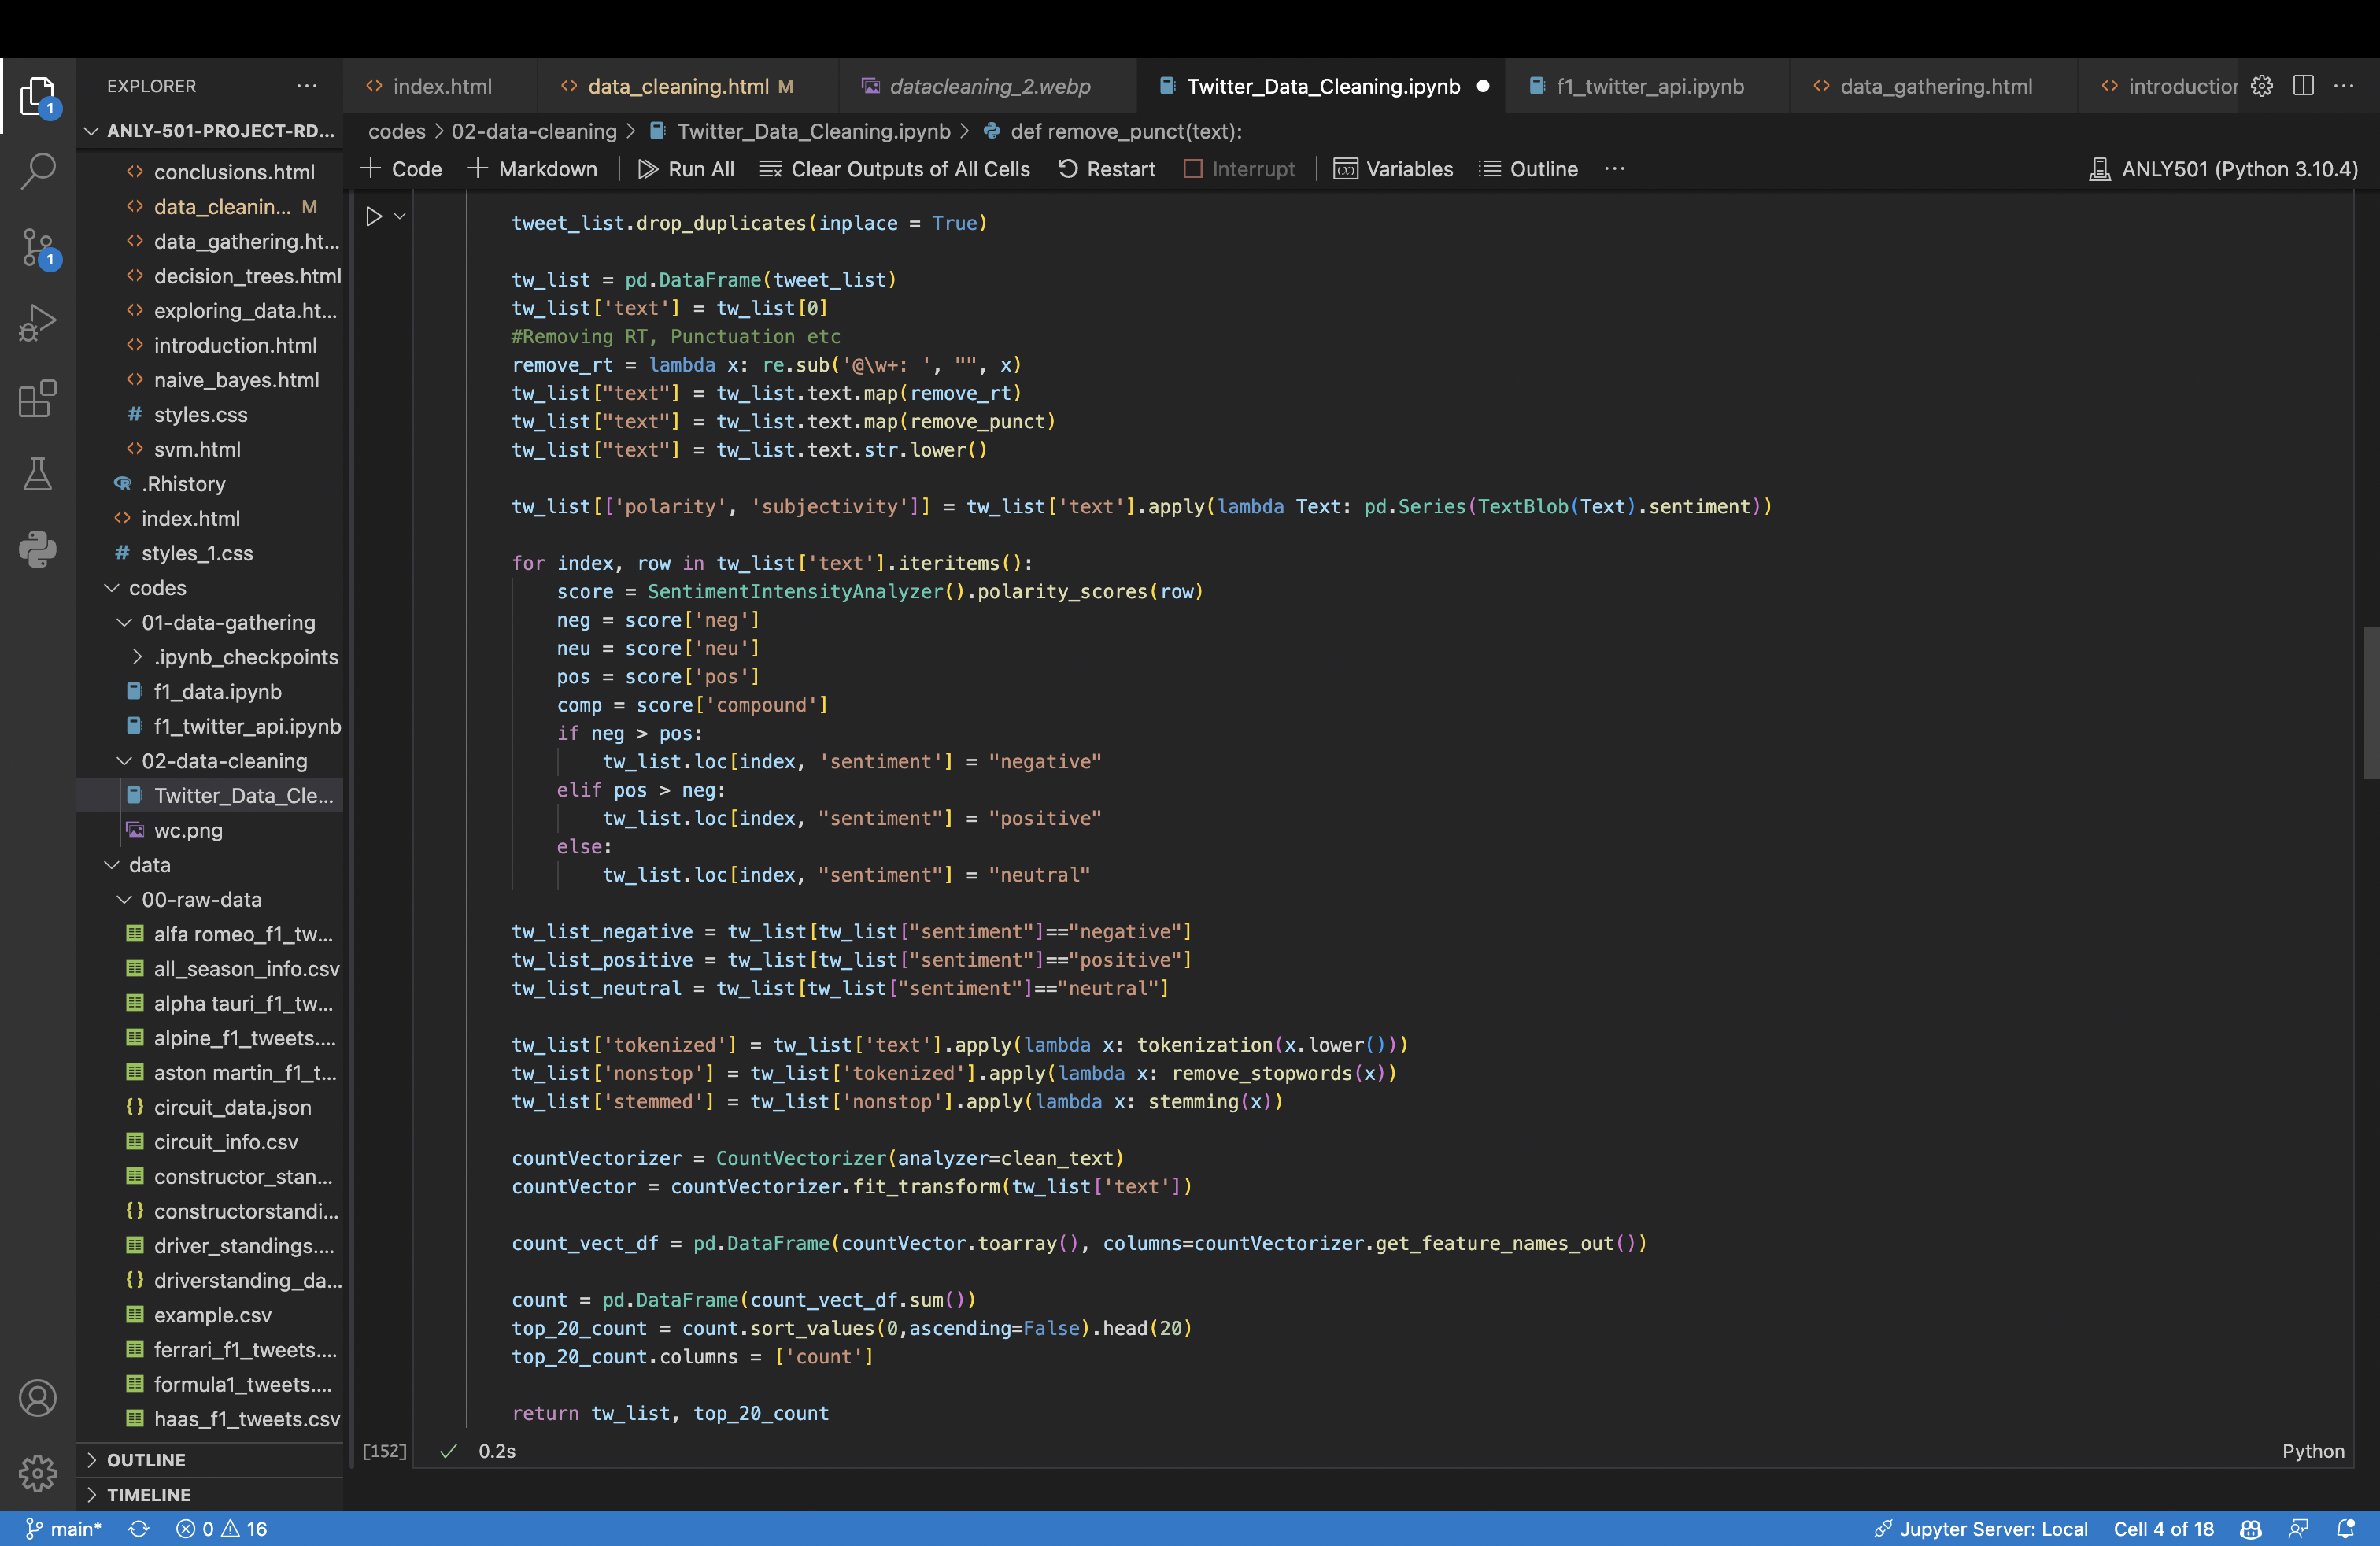 EXPLORER
ANLY-501-PROJECT-RD...
conclusions.html
data_cleanin... M
data_gathering.ht...
decision_trees.html
exploring_data.ht...
introduction.html
naive_bayes.html
# styles.css
svm.html
.Rhistory
index.html
# styles_1.css
codes
01-data-gathering
.ipynb_checkpoints
f1_data.ipynb
f1_twitter_api.ipynb
02-data-cleaning
Twitter_Data_Cle...
wc.png
data
00-raw-data
alfa romeo_f1_tw...
all_season_info.csv
alpha tauri_f1_tw...
alpine_f1_tweets....
aston martin_f1_t...
{} circuit_data.json
circuit_info.csv
constructor_stan...
{} constructorstandi...
driver_standings....
{} driverstanding_da...
example.csv
ferrari_f1_tweets....
formula1_tweets....
haas_f1_tweets.csv
OUTLINE
TIMELINE
index.html data_cleaning.html M datacleaning_2.webp Twitter_Data_Cleaning.ipynb f1_twitter_api.ipynb data_gathering.html introduction
codes > 02-data-cleaning > Twitter_Data_Cleaning.ipynb > def remove_punct(text):
+ Code + Markdown | Run All Clear Outputs of All Cells Restart Interrupt | Variables Outline ... ANLY501 (Python 3.10.4)
tweet_list.drop_duplicates(inplace = True)
tw_list = pd.DataFrame(tweet_list)
tw_list['text'] = tw_list[0]
#Removing RT, Punctuation etc
remove_rt = lambda x: re.sub('@\w+: ', "", x)
tw_list["text"] = tw_list.text.map(remove_rt)
tw_list["text"] = tw_list.text.map(remove_punct)
tw_list["text"] = tw_list.text.str.lower()
tw_list[['polarity', 'subjectivity']] = tw_list['text'].apply(lambda Text: pd.Series(TextBlob(Text).sentiment))
for index, row in tw_list['text'].iteritems():
    score = SentimentIntensityAnalyzer().polarity_scores(row)
    neg = score['neg']
    neu = score['neu']
    pos = score['pos']
    comp = score['compound']
    if neg > pos:
        tw_list.loc[index, 'sentiment'] = "negative"
    elif pos > neg:
        tw_list.loc[index, "sentiment"] = "positive"
    else:
        tw_list.loc[index, "sentiment"] = "neutral"
tw_list_negative = tw_list[tw_list["sentiment"]=="negative"]
tw_list_positive = tw_list[tw_list["sentiment"]=="positive"]
tw_list_neutral = tw_list[tw_list["sentiment"]=="neutral"]
tw_list['tokenized'] = tw_list['text'].apply(lambda x: tokenization(x.lower()))
tw_list['nonstop'] = tw_list['tokenized'].apply(lambda x: remove_stopwords(x))
tw_list['stemmed'] = tw_list['nonstop'].apply(lambda x: stemming(x))
countVectorizer = CountVectorizer(analyzer=clean_text)
countVector = countVectorizer.fit_transform(tw_list['text'])
count_vect_df = pd.DataFrame(countVector.toarray(), columns=countVectorizer.get_feature_names_out())
count = pd.DataFrame(count_vect_df.sum())
top_20_count = count.sort_values(0,ascending=False).head(20)
top_20_count.columns = ['count']
return tw_list, top_20_count
[152] ✓ 0.2s Python
main* 0 16 Jupyter Server: Local Cell 4 of 18
1
1